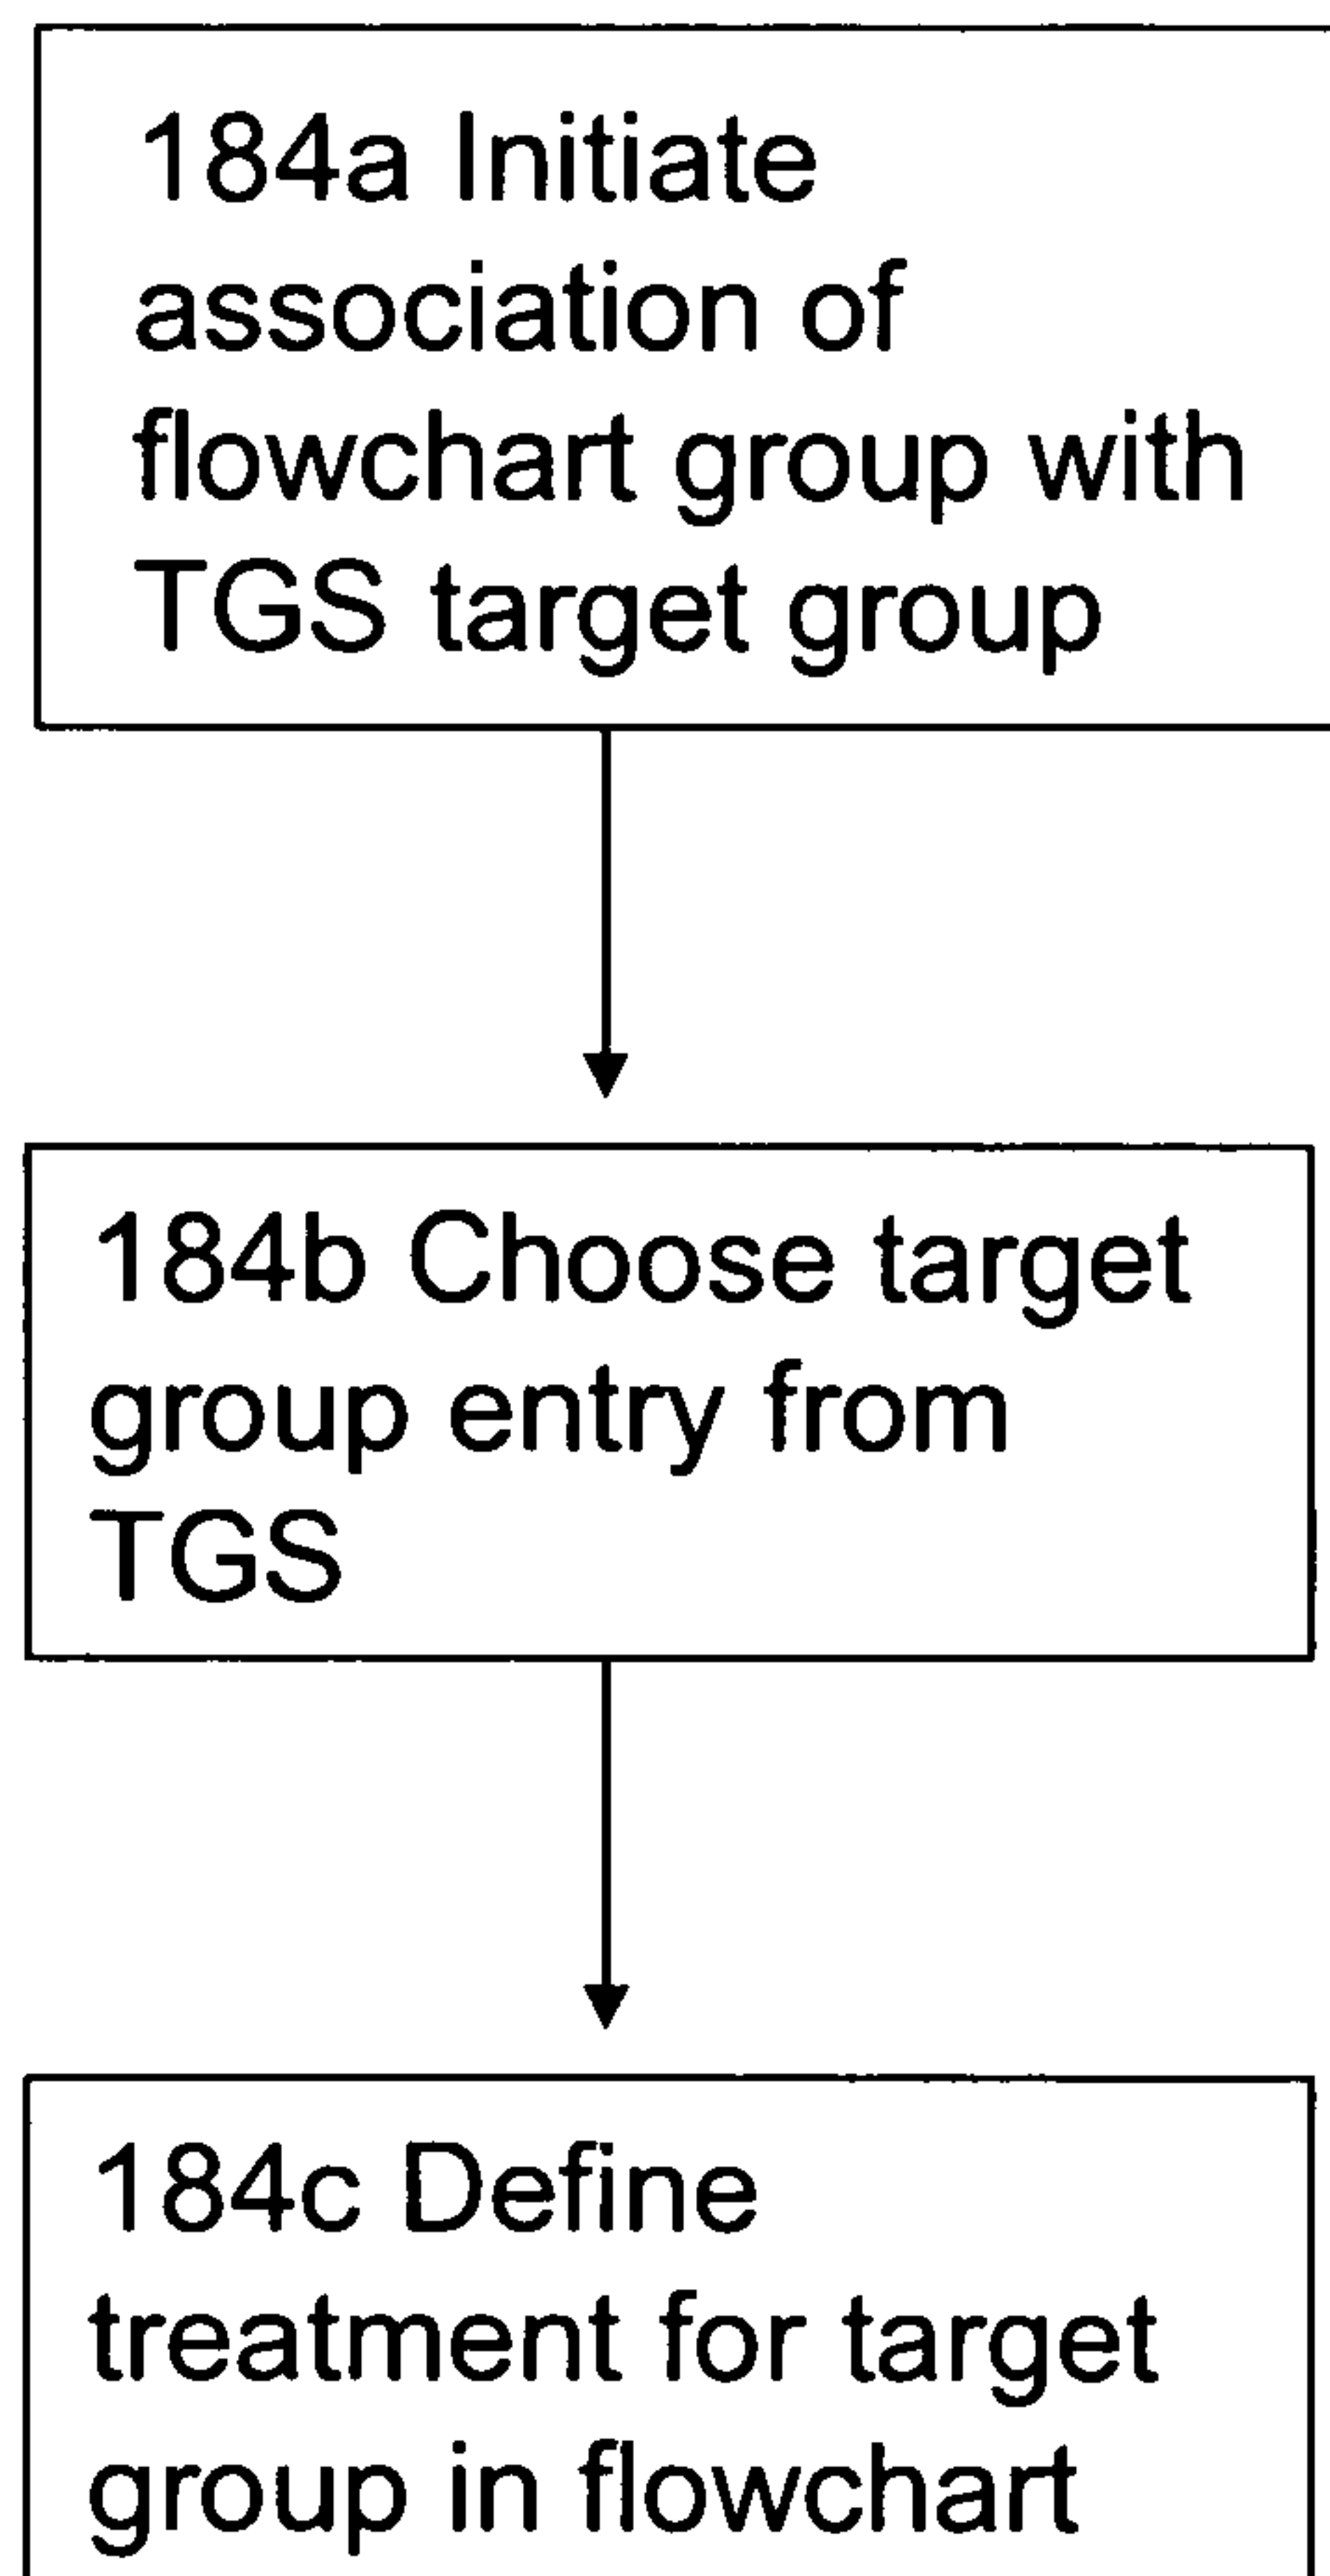 184a Initiate
association of
flowchart group with
TGS target group
184b Choose target
group entry from
TGS
184c Define
treatment for target
group in flowchart